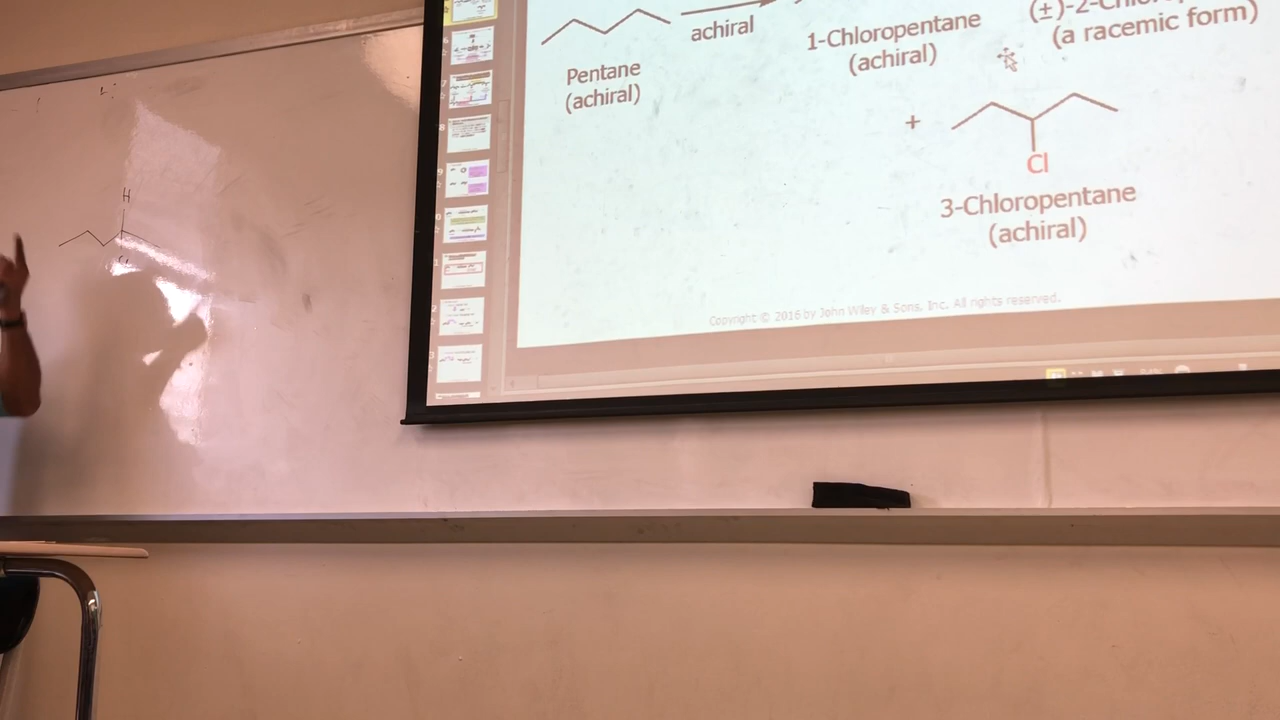 achiral
1-Chloropentane
(achiral)
(±)-2-
(a racemic form)
Pentane
(achiral)
+
Cl
3-Chloropentane
(achiral)
Copyright © 2016 by John Wiley & Sons, Inc. All rights reserved.
H